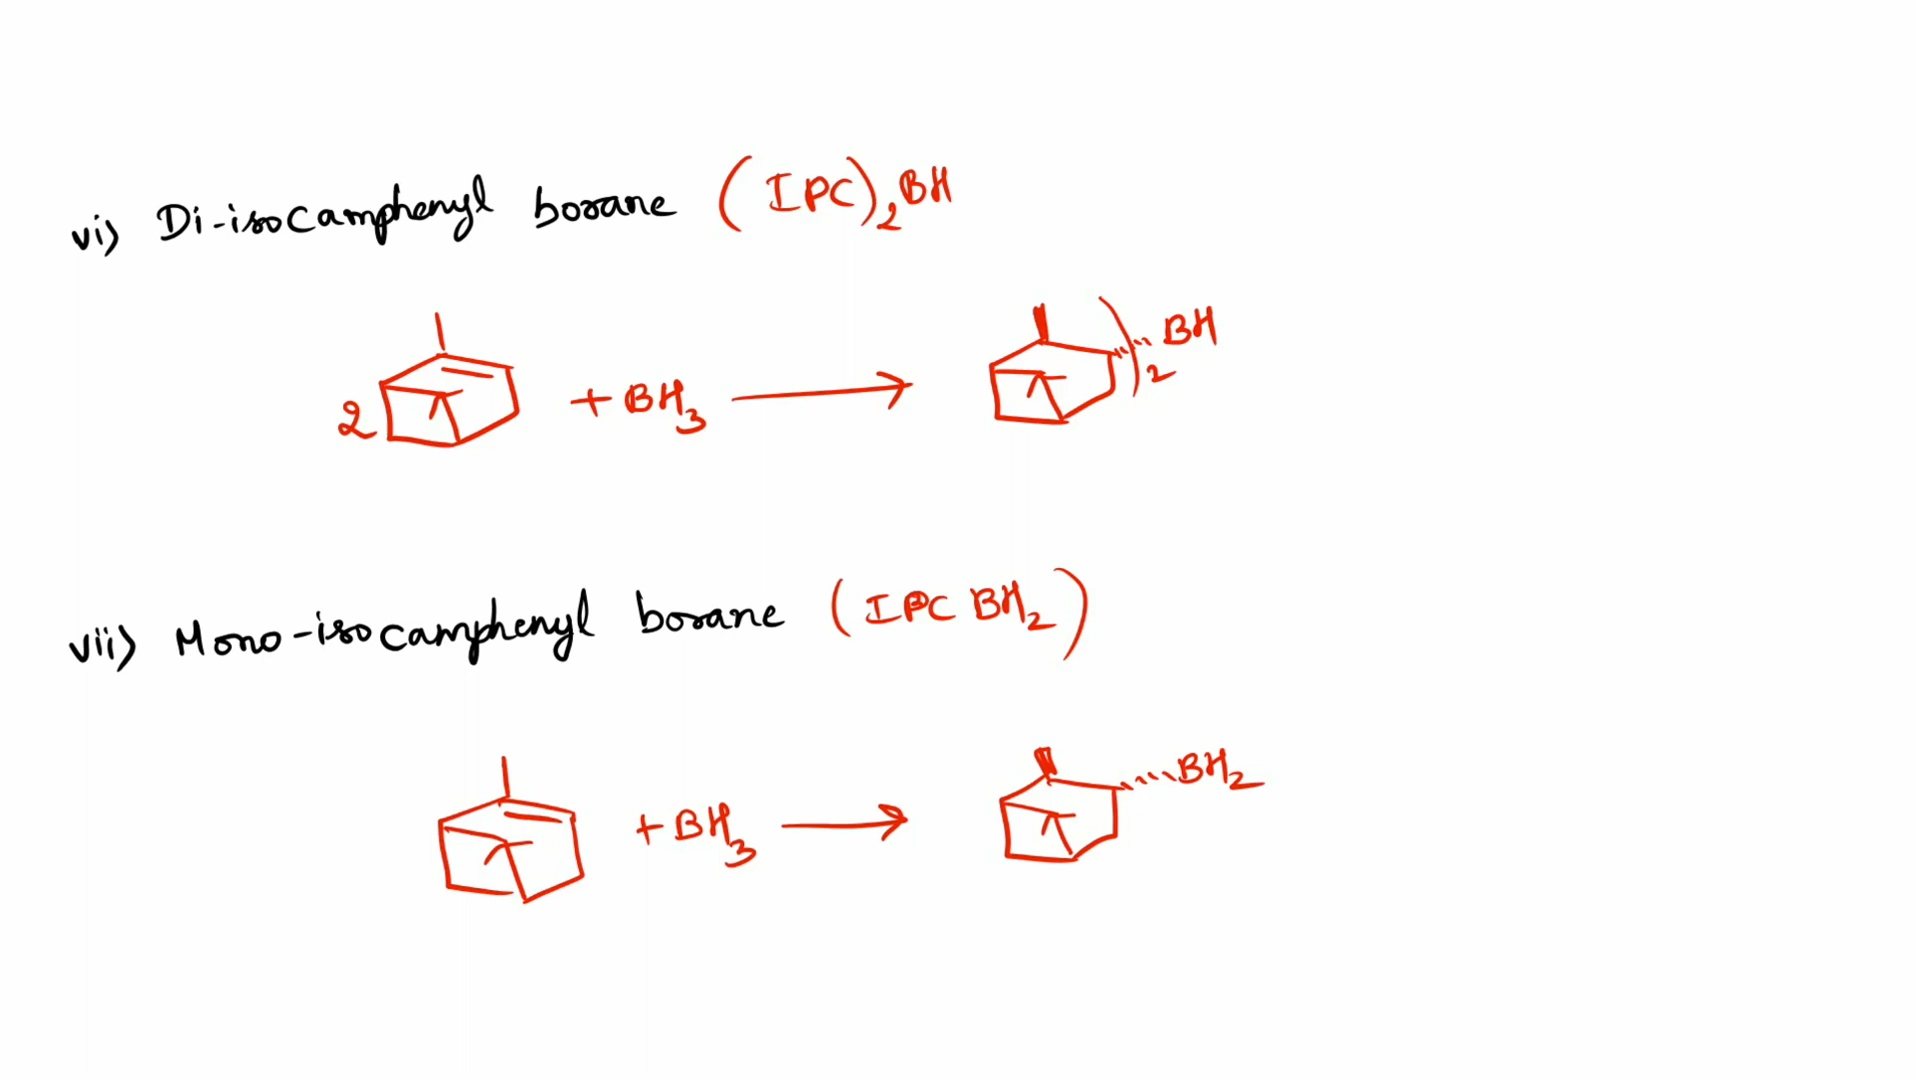 vi) Di-isocamphenyl borane (IPC)₂BH
2 + BH₃ )₂ BH
vii) Mono-isocamphenyl borane (IPC BH₂)
+ BH₃ BH₂